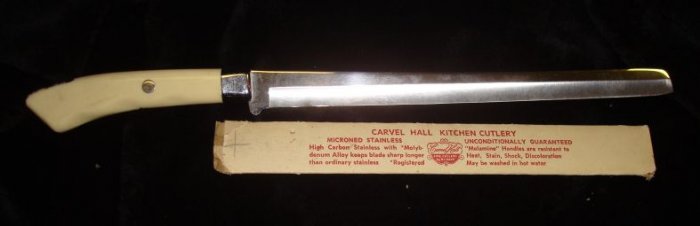 CARVEL HALL KITCHEN CUTLERY
MICRONED STAINLESS
High Carbon Stainless with "Molyb-
denum Alloy keeps blade sharp longer
than ordinary stainless "Registered
Carvel Hall
UNCONDITIONALLY GUARANTEED
"Melamine" Handles are resistant to
Heat, Stain, Shock, Discoloration
May be washed in hot water